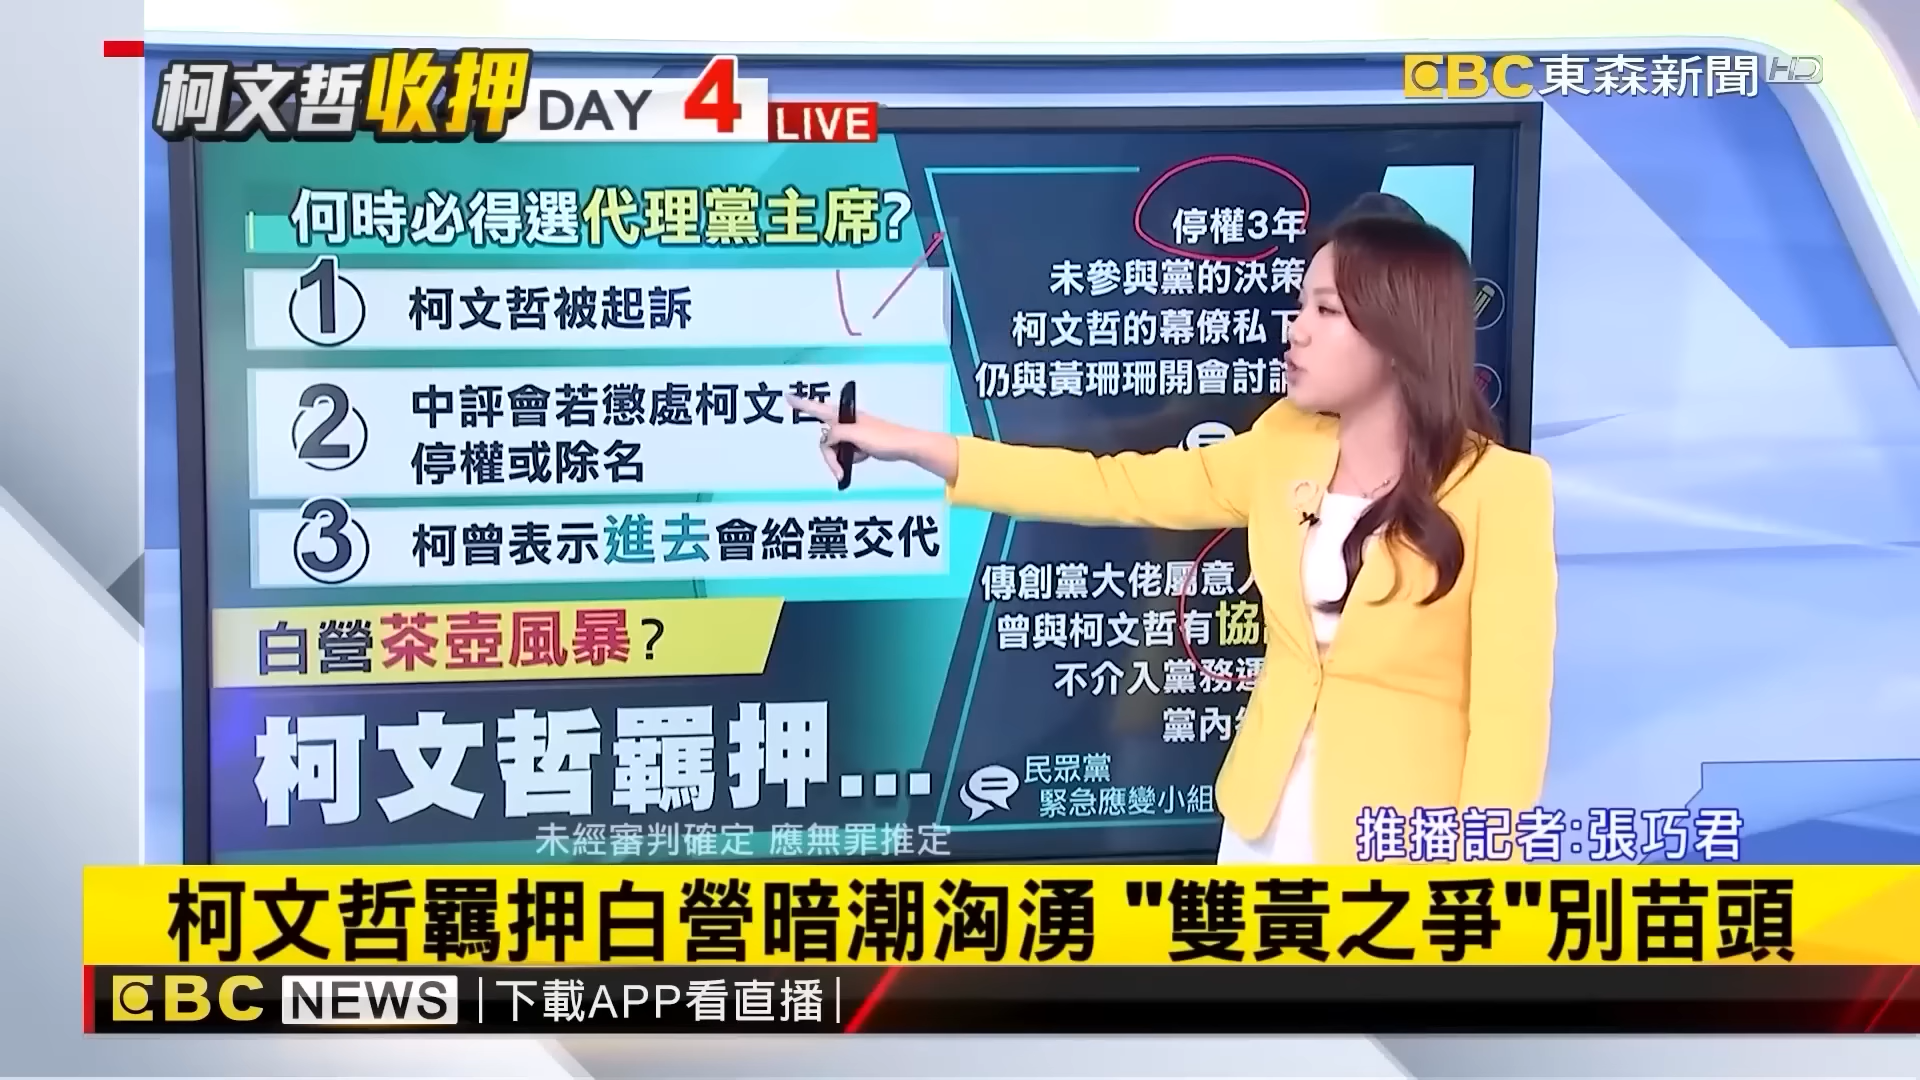 柯文哲收押 DAY 4 LIVE
EBC東森新聞 HD
何時必得選代理黨主席?
1 柯文哲被起訴
2 中評會若懲處柯文哲
停權或除名
3 柯曾表示進去會給黨交代
白營茶壺風暴?
柯文哲羈押...
停權3年
未參與黨的決策
柯文哲的幕僚私下
仍與黃珊珊開會討
傳創黨大佬屬意
曾與柯文哲有協
不介入黨務運
黨內
民眾黨
緊急應變小組
未經審判確定 應無罪推定
推播記者:張巧君
柯文哲羈押白營暗潮洶湧 "雙黃之爭"別苗頭
EBC NEWS |下載APP看直播|